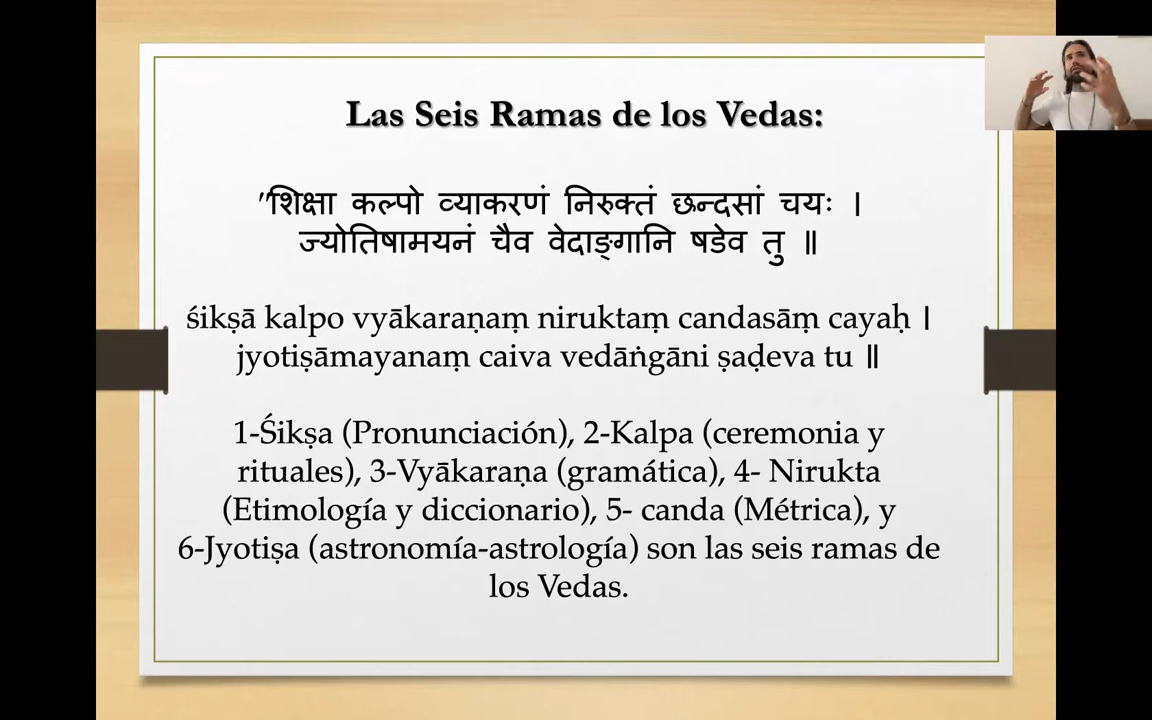 Las Seis Ramas de los Vedas:
"शिक्षा कल्पो व्याकरणं निरुक्तं छन्दसां चयः ।
ज्योतिषामयनं चैव वेदाङ्गानि षडेव तु ॥
śikṣā kalpo vyākaraṇaṃ niruktaṃ candasāṃ cayaḥ ।
jyotiṣāmayanaṃ caiva vedāṅgāni ṣaḍeva tu ॥
1-Śikṣa (Pronunciación), 2-Kalpa (ceremonia y
rituales), 3-Vyākaraṇa (gramática), 4- Nirukta
(Etimología y diccionario), 5- canda (Métrica), y
6-Jyotiṣa (astronomía-astrología) son las seis ramas de
los Vedas.